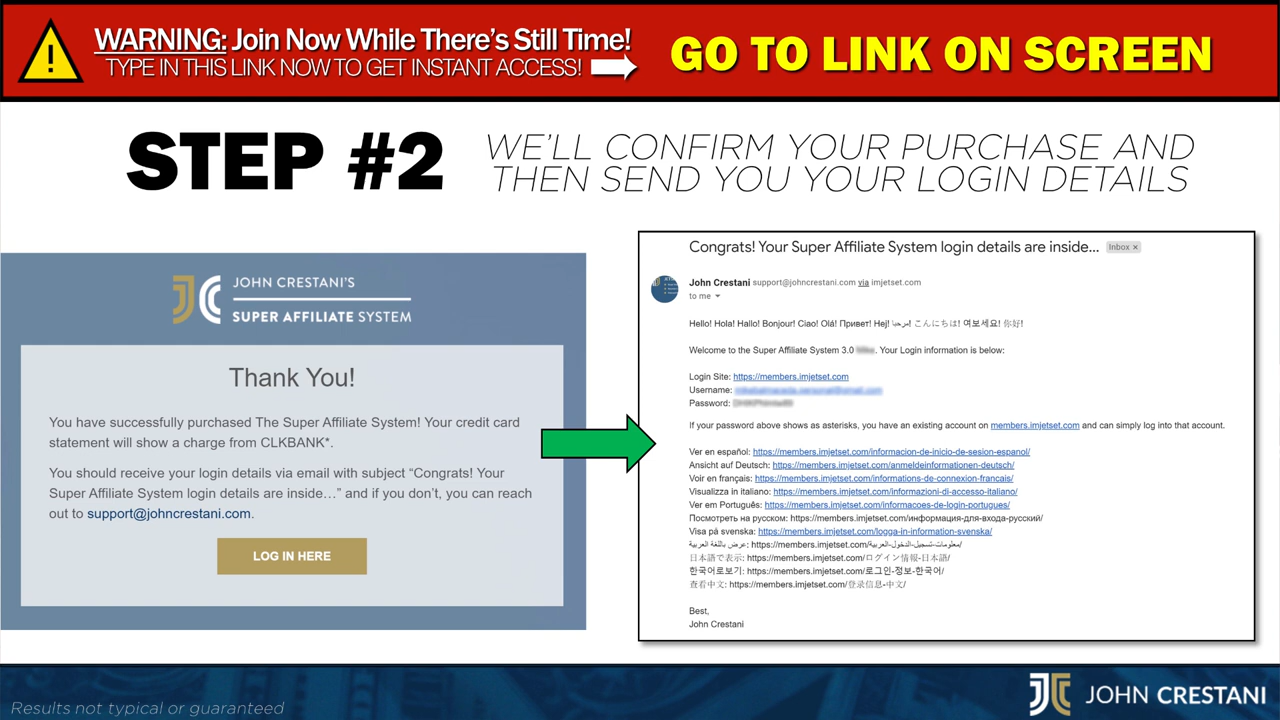 WARNING: Join Now While There's Still Time!
TYPE IN THIS LINK NOW TO GET INSTANT ACCESS!
GO TO LINK ON SCREEN
STEP #2
WE'LL CONFIRM YOUR PURCHASE AND
THEN SEND YOU YOUR LOGIN DETAILS
JOHN CRESTANI'S
SUPER AFFILIATE SYSTEM
Thank You!
You have successfully purchased The Super Affiliate System! Your credit card
statement will show a charge from CLKBANK*.
You should receive your login details via email with subject “Congrats! Your
Super Affiliate System login details are inside…” and if you don’t, you can reach
out to support@johncrestani.com.
LOG IN HERE
Congrats! Your Super Affiliate System login details are inside... Inbox ×
John Crestani support@johncrestani.com via imjetset.com
to me
Hello! Hola! Hallo! Bonjour! Ciao! Olá! Привет! Hej! مرحبا! こんにちは! 여보세요! 你好!
Welcome to the Super Affiliate System 3.0 . Your Login information is below:
Login Site: https://members.imjetset.com
Username:
Password:
If your password above shows as asterisks, you have an existing account on members.imjetset.com and can simply log into that account.
Ver en español: https://members.imjetset.com/informacion-de-inicio-de-sesion-espanol/
Ansicht auf Deutsch: https://members.imjetset.com/anmeldeinformationen-deutsch/
Voir en français: https://members.imjetset.com/informations-de-connexion-francais/
Visualizza in italiano: https://members.imjetset.com/informazioni-di-accesso-italiano/
Ver em Português: https://members.imjetset.com/informacoes-de-login-portugues/
Посмотреть на русском: https://members.imjetset.com/информация-для-входа-русский/
Visa på svenska: https://members.imjetset.com/logga-in-information-svenska/
عرض باللغة العربية: https://members.imjetset.com/معلومات-تسجيل-الدخول-العربية/
日本語で表示: https://members.imjetset.com/ログイン情報-日本語/
한국어로보기: https://members.imjetset.com/로그인-정보-한국어/
查看中文: https://members.imjetset.com/登录信息-中文/
Best,
John Crestani
Results not typical or guaranteed
JOHN CRESTANI